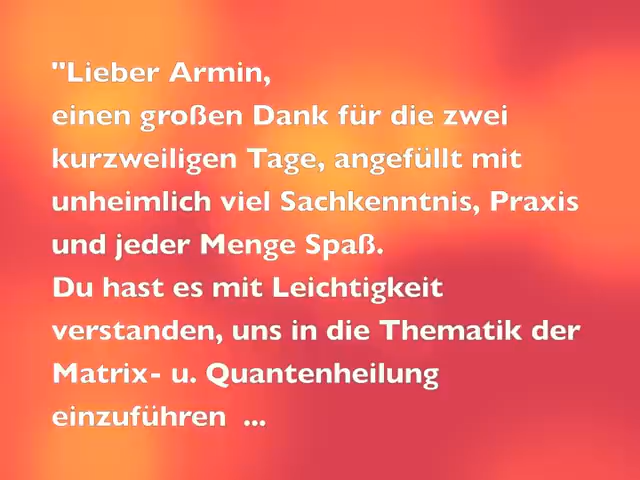 "Lieber Armin,
einen großen Dank für die zwei
kurzweiligen Tage, angefüllt mit
unheimlich viel Sachkenntnis, Praxis
und jeder Menge Spaß.
Du hast es mit Leichtigkeit
verstanden, uns in die Thematik der
Matrix- u. Quantenheilung
einzuführen  ...